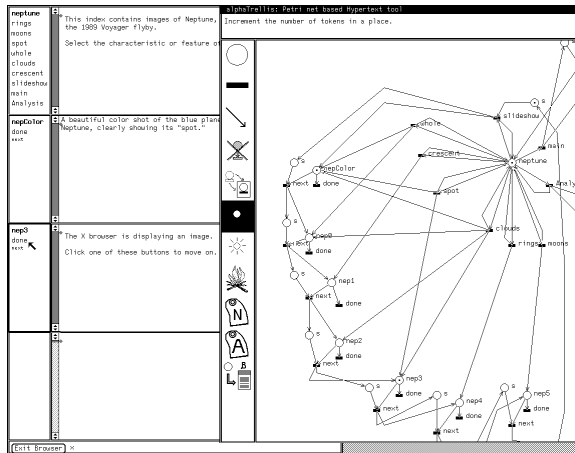 alphaTrellis: Petri net based Hypertext tool
Increment the number of tokens in a place.
neptune
rings
moons
spot
whole
clouds
crescent
slideshow
main
Analysis
This index contains images of Neptune,
the 1989 Voyager flyby.
Select the characteristic or feature of
nepColor
done
next
A beautiful color shot of the blue plane
Neptune, clearly showing its "spot."
nep3
done
next
The X browser is displaying an image.
Click one of these buttons to move on.
N
A
B
s
slideshow
whole
main
crescent
neptune
s
nepColor
Analy
next
done
spot
s
clouds
nep0
next
rings
moons
s
nep1
next
done
s
nep2
done
next
nep3
s
s
s
nep5
done
nep4
next
done
done
next
next
Exit Browser